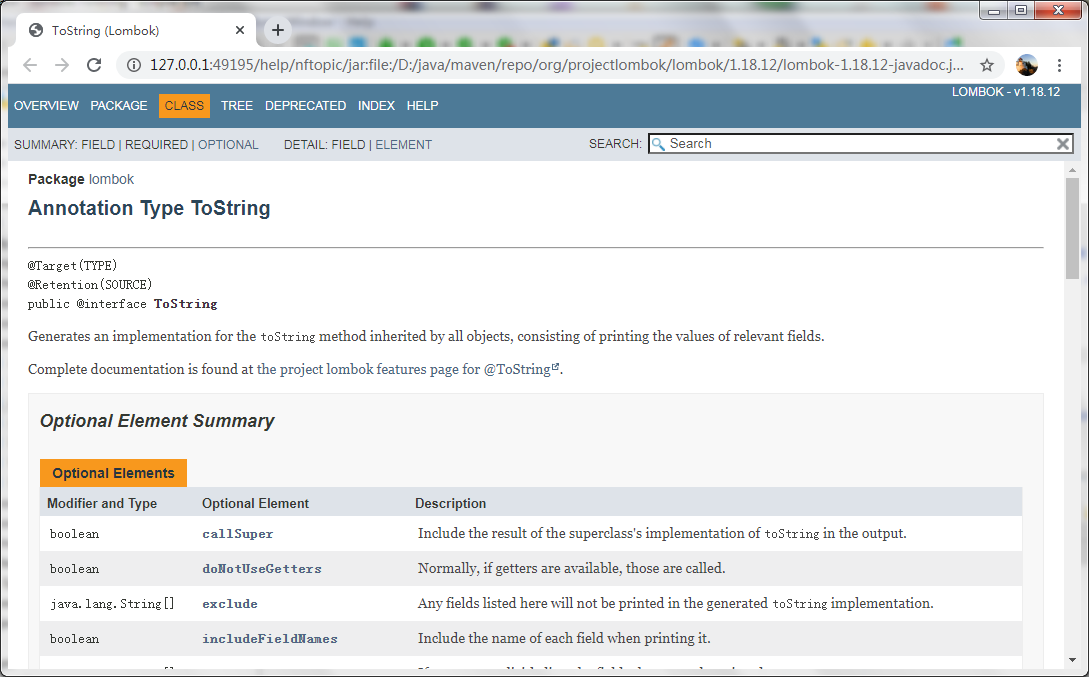 ToString (Lombok)
127.0.0.1:49195/help/nftopic/jar:file:/D:/java/maven/repo/org/projectlombok/lombok/1.18.12/lombok-1.18.12-javadoc.j...
OVERVIEW PACKAGE CLASS TREE DEPRECATED INDEX HELP
LOMBOK - v1.18.12
SUMMARY: FIELD | REQUIRED | OPTIONAL DETAIL: FIELD | ELEMENT
SEARCH: Search
Package lombok
Annotation Type ToString
@Target(TYPE)
@Retention(SOURCE)
public @interface ToString
Generates an implementation for the toString method inherited by all objects, consisting of printing the values of relevant fields.
Complete documentation is found at the project lombok features page for @ToString.
Optional Element Summary
Optional Elements
Modifier and Type Optional Element Description
boolean callSuper Include the result of the superclass's implementation of toString in the output.
boolean doNotUseGetters Normally, if getters are available, those are called.
java.lang.String[] exclude Any fields listed here will not be printed in the generated toString implementation.
boolean includeFieldNames Include the name of each field when printing it.